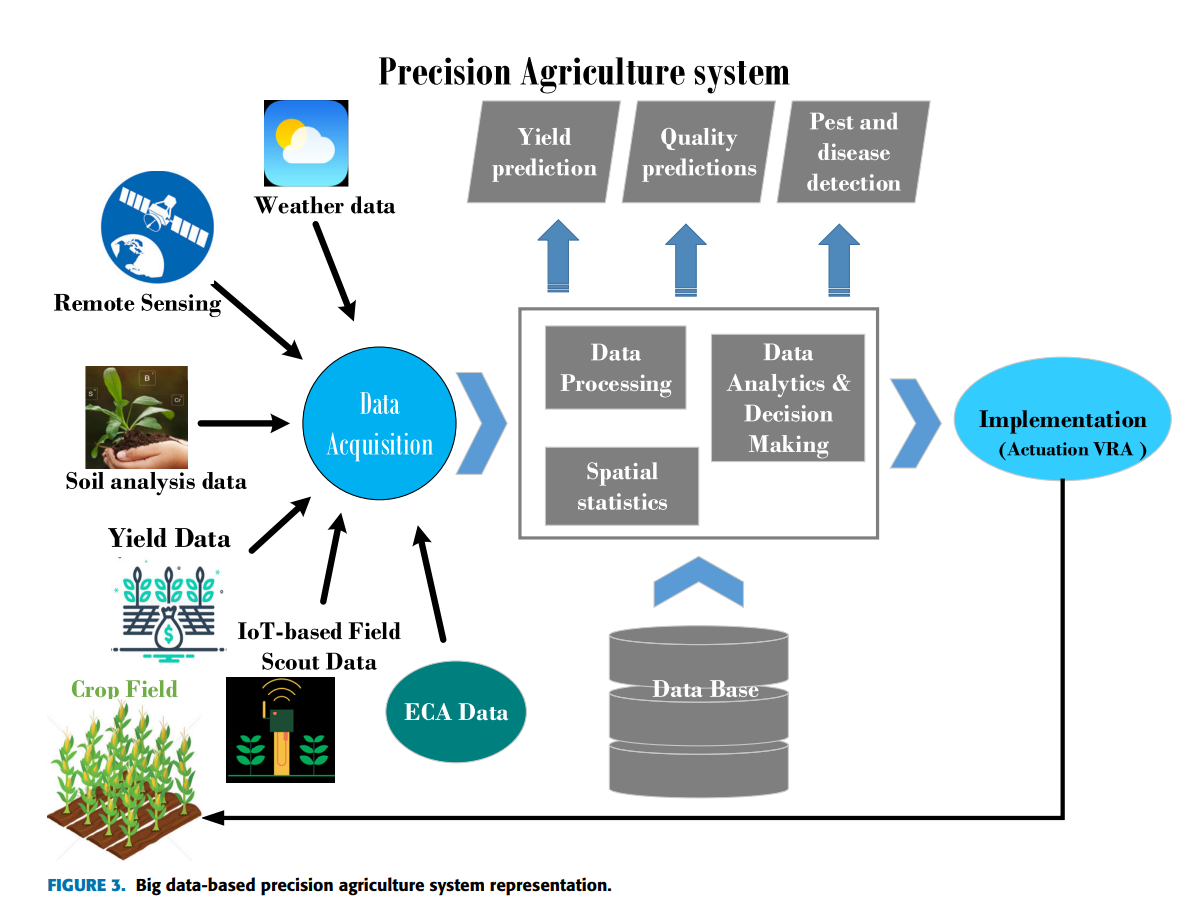 Precision Agriculture system
Weather data
Remote Sensing
B
S
Cr
Soil analysis data
Yield Data
$
IoT-based Field
Scout Data
ECA Data
Crop Field
Data
Acquisition
Yield
prediction
Quality
predictions
Pest and
disease
detection
Data
Processing
Data
Analytics &
Decision
Making
Spatial
statistics
Data Base
Implementation
(Actuation VRA )
FIGURE 3. Big data-based precision agriculture system representation.